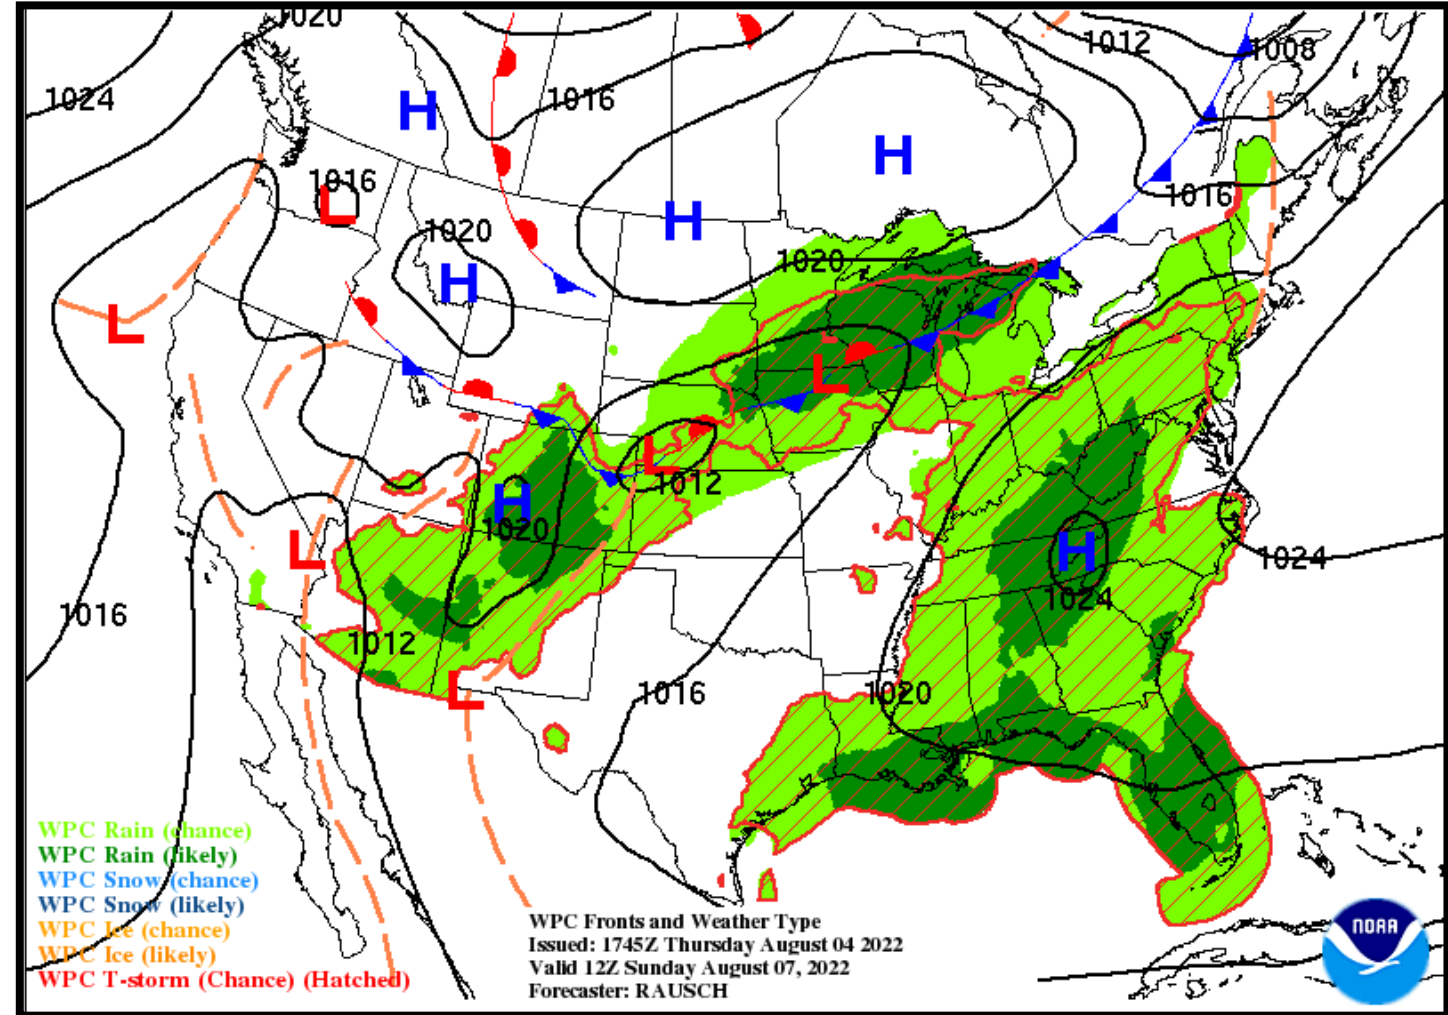 1020
1012
1008
1024
1016
H
H
1016
L
1016
H
1020
1020
H
L
L
L
1012
H
1020
L
H
1024
1024
1016
1012
L
1016
1020
WPC Rain (chance)
WPC Rain (likely)
WPC Snow (chance)
WPC Snow (likely)
WPC Ice (chance)
WPC Ice (likely)
WPC T-storm (Chance) (Hatched)
WPC Fronts and Weather Type
Issued: 1745Z Thursday August 04 2022
Valid 12Z Sunday August 07, 2022
Forecaster: RAUSCH
NOAA